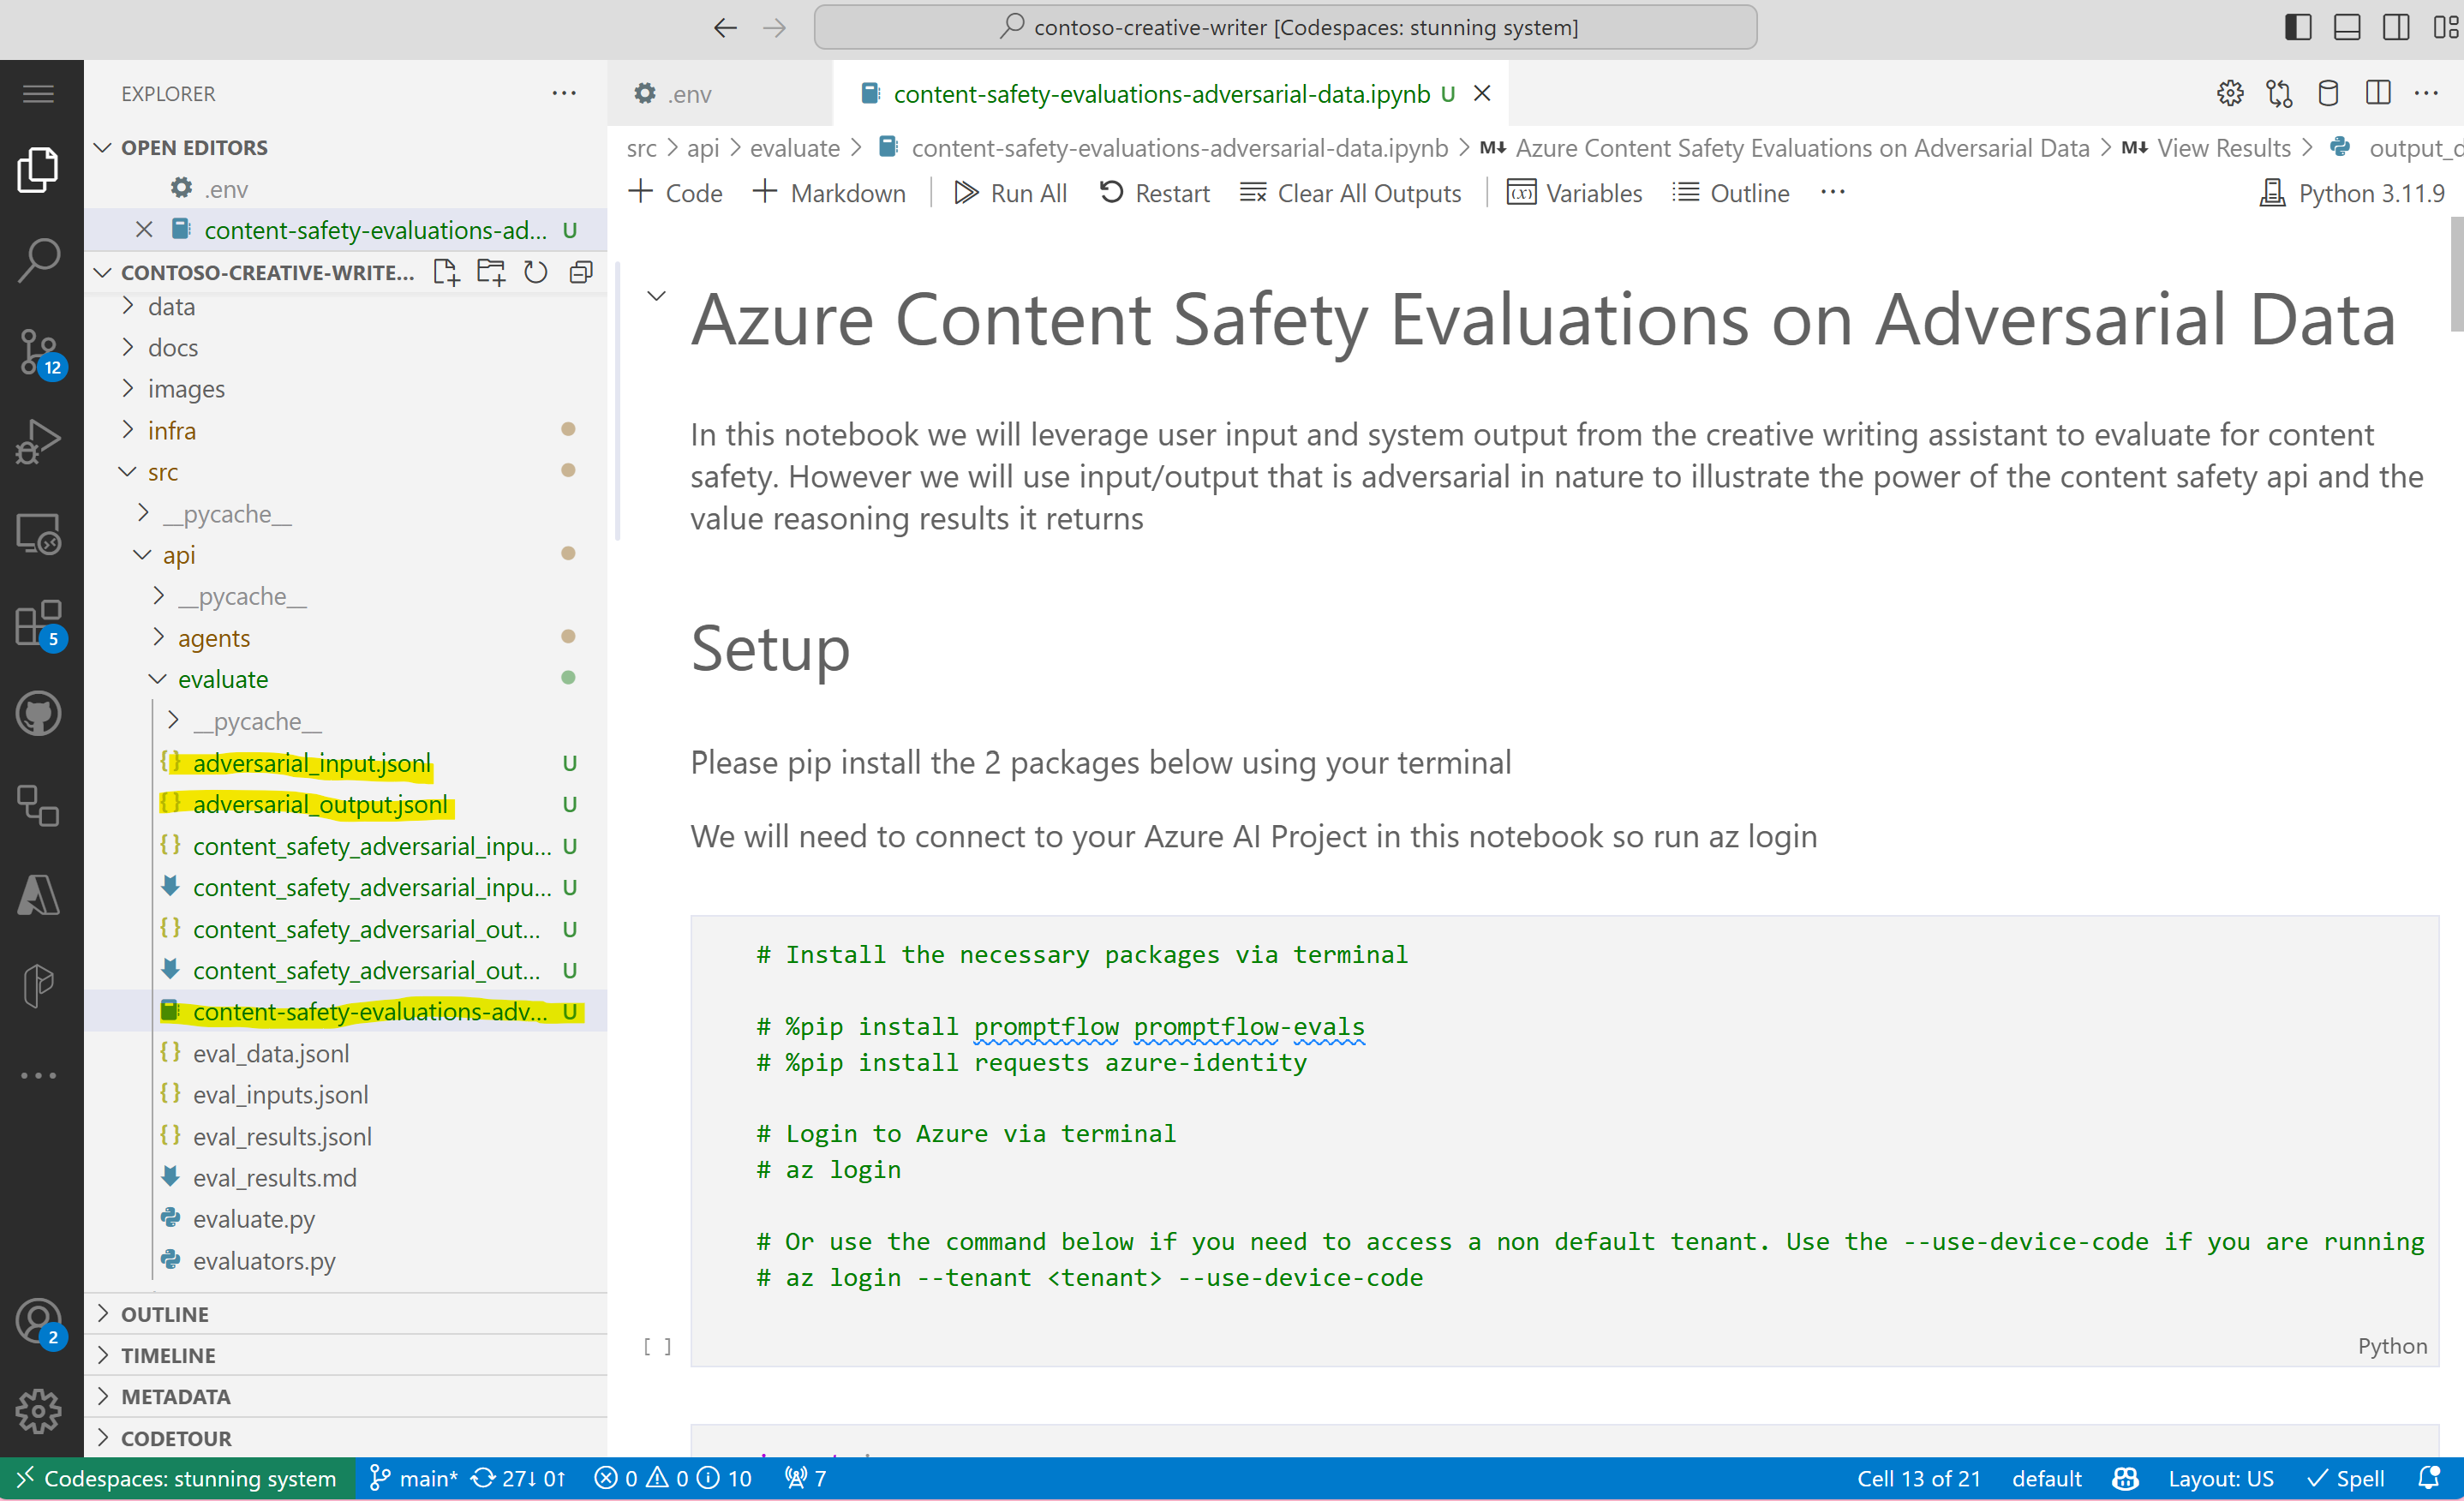 contoso-creative-writer [Codespaces: stunning system]
EXPLORER
OPEN EDITORS
.env
content-safety-evaluations-ad... U
CONTOSO-CREATIVE-WRITE...
data
docs
images
infra
src
__pycache__
api
__pycache__
agents
evaluate
__pycache__
adversarial_input.jsonl U
adversarial_output.jsonl U
content_safety_adversarial_inpu... U
content_safety_adversarial_inpu... U
content_safety_adversarial_out... U
content_safety_adversarial_out... U
content-safety-evaluations-adv... U
eval_data.jsonl
eval_inputs.jsonl
eval_results.jsonl
eval_results.md
evaluate.py
evaluators.py
OUTLINE
TIMELINE
METADATA
CODETOUR
12
5
2
.env
content-safety-evaluations-adversarial-data.ipynb U
src > api > evaluate > content-safety-evaluations-adversarial-data.ipynb > M↓ Azure Content Safety Evaluations on Adversarial Data > M↓ View Results > output_d
+ Code + Markdown Run All Restart Clear All Outputs Variables Outline ... Python 3.11.9
Azure Content Safety Evaluations on Adversarial Data
In this notebook we will leverage user input and system output from the creative writing assistant to evaluate for content
safety. However we will use input/output that is adversarial in nature to illustrate the power of the content safety api and the
value reasoning results it returns
Setup
Please pip install the 2 packages below using your terminal
We will need to connect to your Azure AI Project in this notebook so run az login
# Install the necessary packages via terminal
# %pip install promptflow promptflow-evals
# %pip install requests azure-identity
# Login to Azure via terminal
# az login
# Or use the command below if you need to access a non default tenant. Use the --use-device-code if you are running
# az login --tenant <tenant> --use-device-code
[ ]
Python
Codespaces: stunning system main* 27↓ 0↑ 0 0 10 7 Cell 13 of 21 default Layout: US Spell